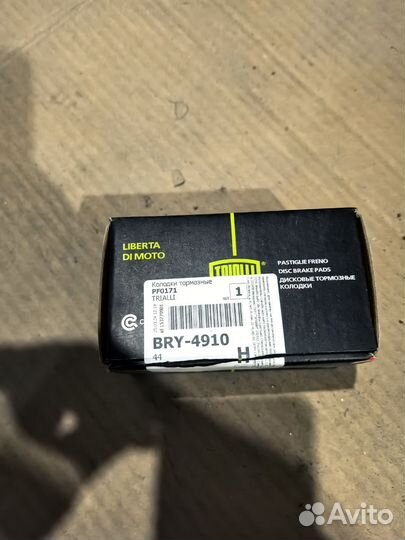 LIBERTA
DI MOTO
TRIALLI
PASTIGLIE FRENO
DISC BRAKE PADS
ДИСКОВЫЕ ТОРМОЗНЫЕ
КОЛОДКИ
Колодки тормозные
PF0171
TRIALLI
1
BRY-4910
44
H
Avito